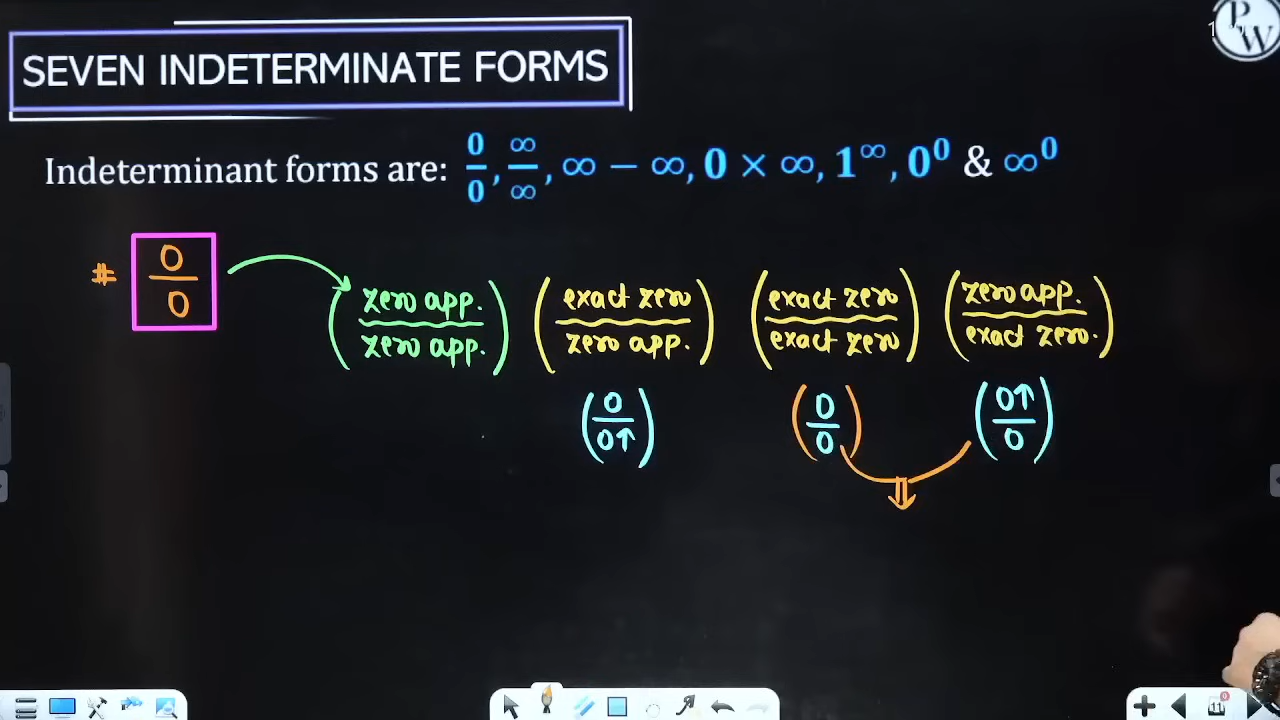 SEVEN INDETERMINATE FORMS
PW
Indeterminant forms are: 0/0, ∞/∞, ∞ − ∞, 0 × ∞, 1^∞, 0^0 & ∞^0
# 0/0
(zero app./zero app.) (exact zero/zero app.) (exact zero/exact zero) (zero app./exact zero.)
(0/0↑) (0/0) (0↑/0)
⇓